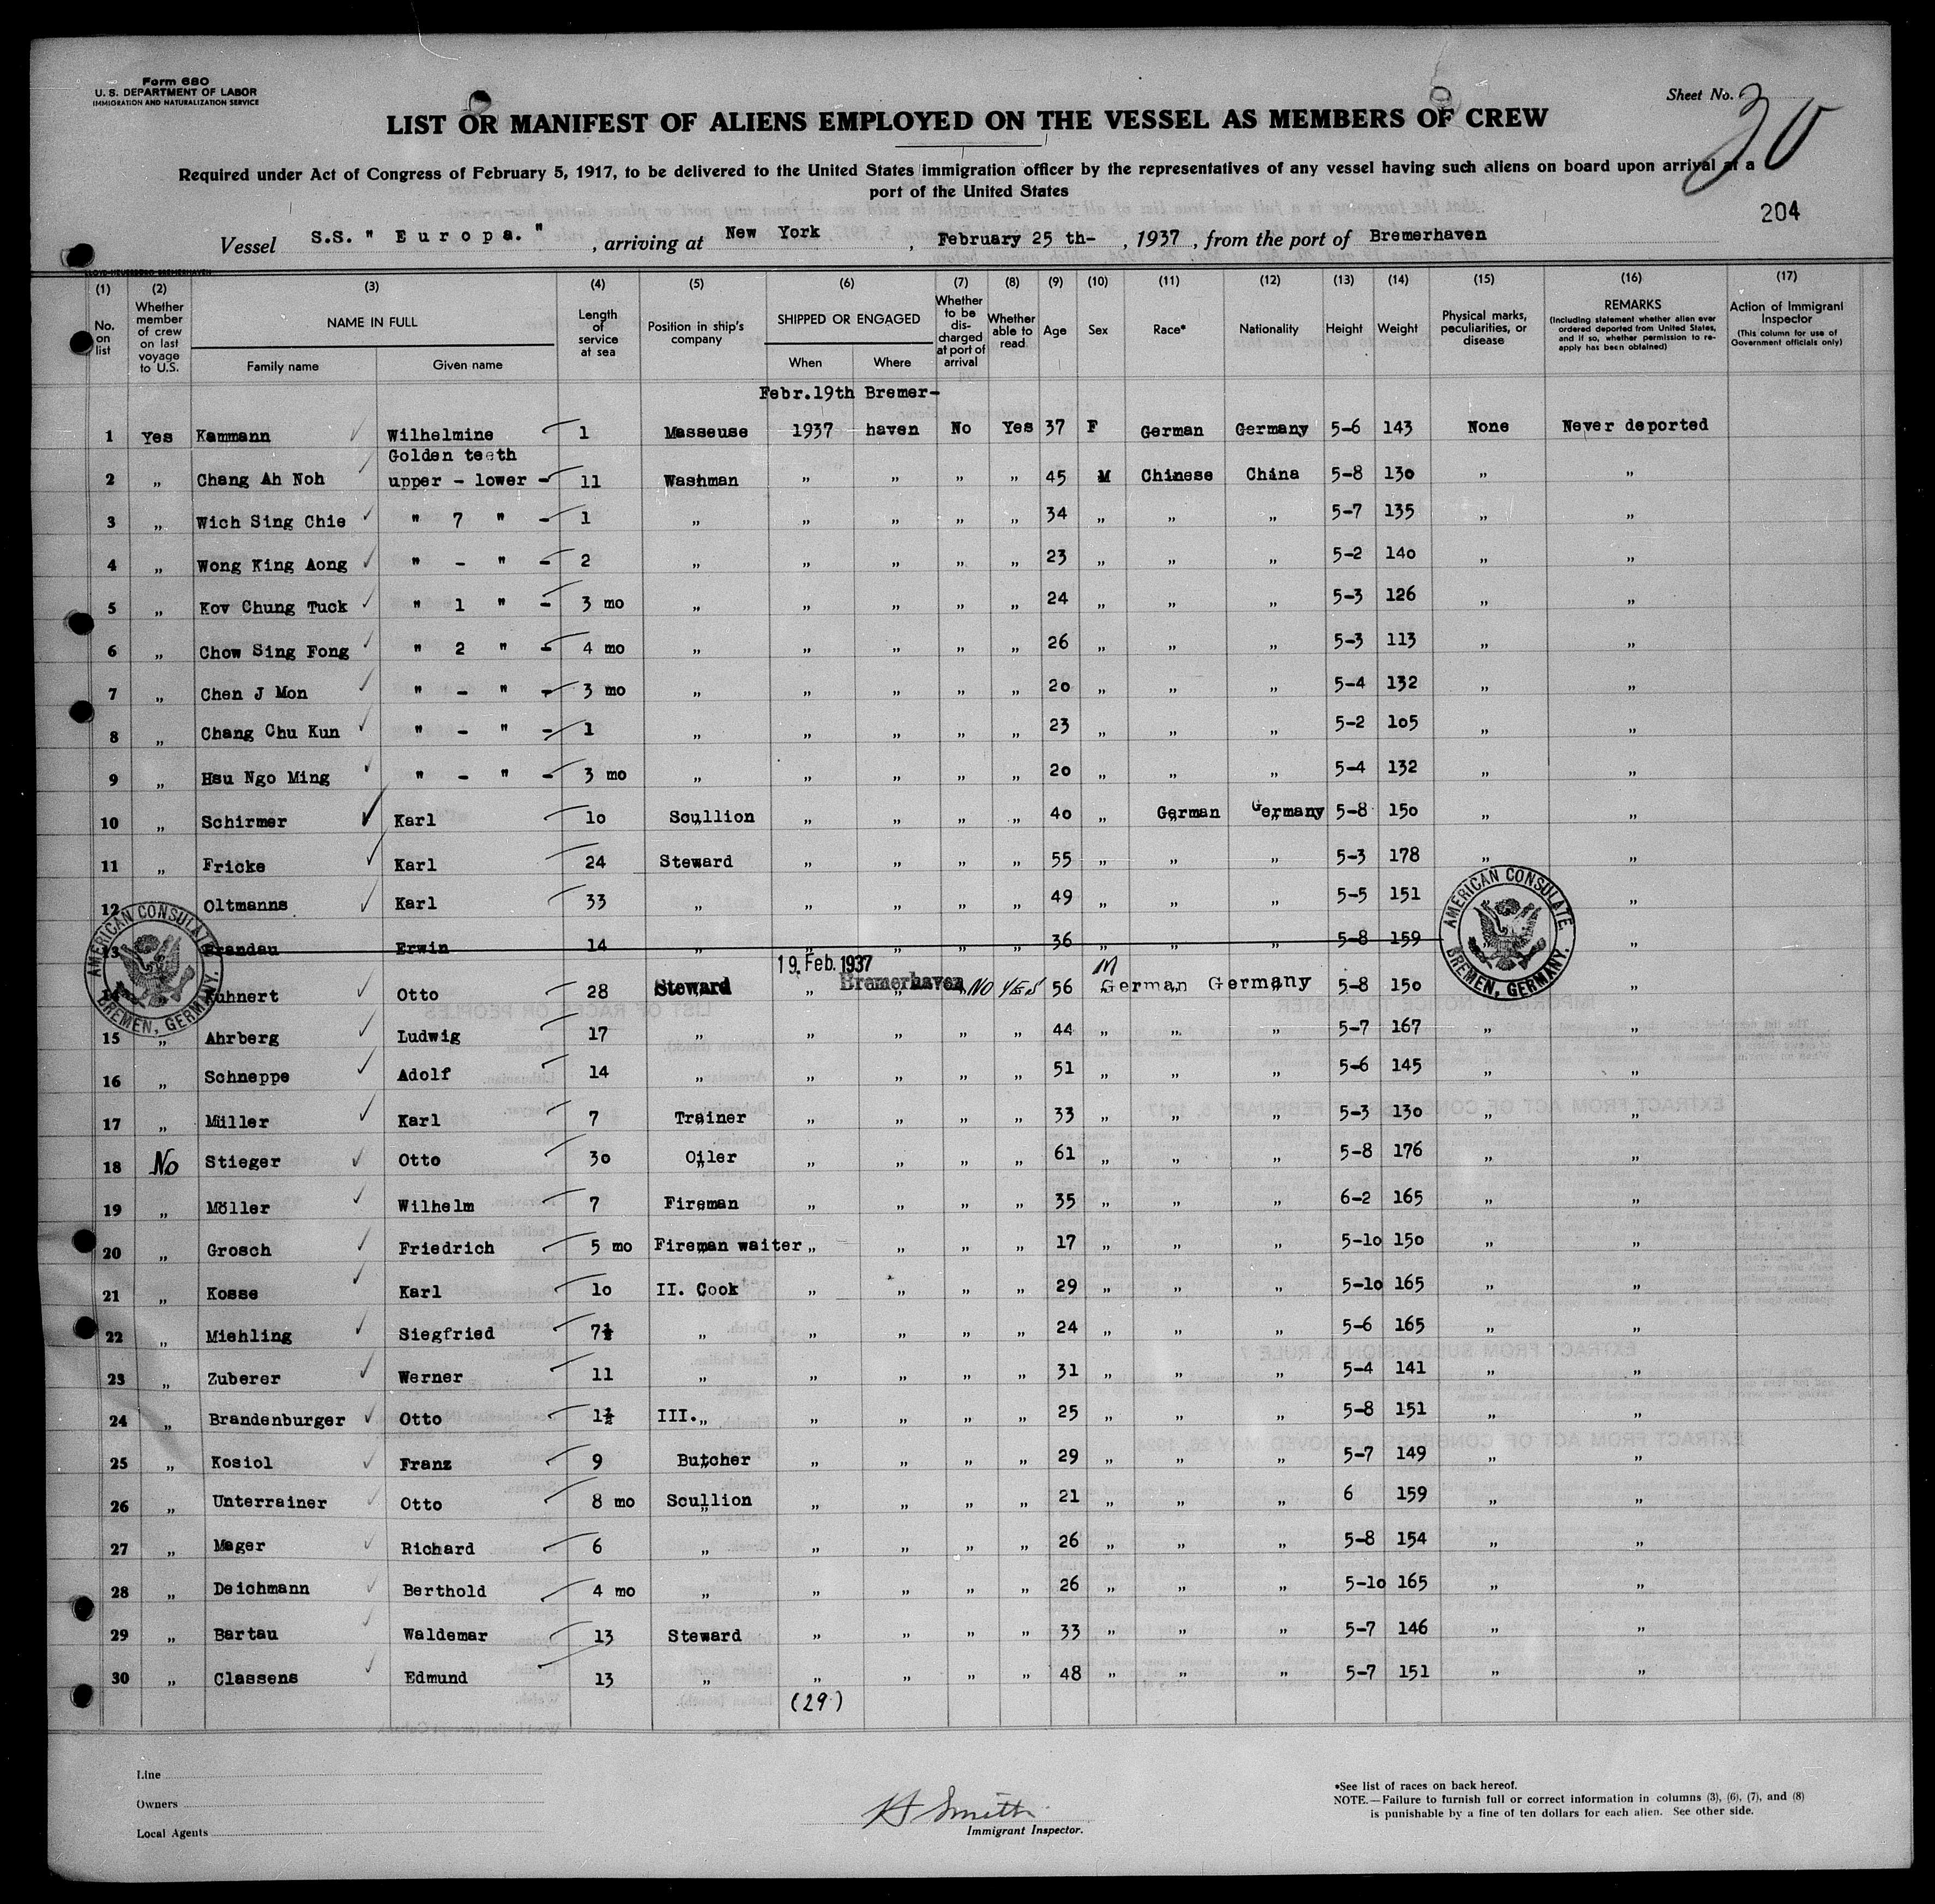 Form 680
U. S. DEPARTMENT OF LABOR
IMMIGRATION AND NATURALIZATION SERVICE
Sheet No. 30
LIST OR MANIFEST OF ALIENS EMPLOYED ON THE VESSEL AS MEMBERS OF CREW
Required under Act of Congress of February 5, 1917, to be delivered to the United States Immigration officer by the representatives of any vessel having such aliens on board upon arrival at a
port of the United States
204
Vessel S.S. " Europa. " , arriving at New York , February 25 th- , 1937 , from the port of Bremerhaven
(1) (2) (3) (4) (5) (6) (7) (8) (9) (10) (11) (12) (13) (14) (15) (16) (17)
No. on list | Whether member of crew on last voyage to U.S. | NAME IN FULL | Family name | Given name | Length of service at sea | Position in ship's company | SHIPPED OR ENGAGED | When | Where | Whether to be discharged at port of arrival | Whether able to read | Age | Sex | Race* | Nationality | Height | Weight | Physical marks, peculiarities, or disease | REMARKS (Including statement whether alien ever ordered deported from United States, and if so, whether permission to reapply has been obtained) | Action of Immigrant Inspector (This column for use of Government officials only)
Febr.19th Bremer-
1 Yes Kammann Wilhelmine 1 Masseuse 1937 haven No Yes 37 F German Germany 5-6 143 None Never deported
Golden teeth
2 " Chang Ah Noh upper - lower - 11 Washman " " " " 45 M Chinese China 5-8 130 " "
3 " Wich Sing Chie " 7 " - 1 " " " " " 34 " " " 5-7 135 " "
4 " Wong King Aong " - " - 2 " " " " " 23 " " " 5-2 140 " "
5 " Kov Chung Tuck " 1 " - 3 mo " " " " " 24 " " " 5-3 126 " "
6 " Chow Sing Fong " 2 " - 4 mo " " " " " 26 " " " 5-3 113 " "
7 " Chen J Mon " - " - 3 mo " " " " " 20 " " " 5-4 132 " "
8 " Chang Chu Kun " - " - 1 " " " " " 23 " " " 5-2 105 " "
9 " Hsu Ngo Ming " - " - 3 mo " " " " " 20 " " " 5-4 132 " "
10 " Schirmer Karl 10 Scullion " " " " 40 " German Germany 5-8 150 " "
11 " Fricke Karl 24 Steward " " " " 55 " " " 5-3 178 " "
12 Oltmanns Karl 33 " " " " " 49 " " " 5-5 151 "
13 Brandau Erwin 14 " " " " " 36 " " " 5-8 159 "
19. Feb. 1937
14 Kuhnert Otto 28 Steward " Bremerhaven NO YES 56 M German Germany 5-8 150 "
15 " Ahrberg Ludwig 17 " " " " " 44 " " " 5-7 167 " "
16 " Schneppe Adolf 14 " " " " " 51 " " " 5-6 145 " "
17 " Müller Karl 7 Trainer " " " " 33 " " " 5-3 130 " "
18 No Stieger Otto 30 Oiler " " " " 61 " " " 5-8 176 " "
19 " Möller Wilhelm 7 Fireman " " " " 35 " " " 6-2 165 " "
20 " Grosch Friedrich 5 mo Fireman waiter " " " " 17 " " " 5-10 150 " "
21 " Kosse Karl 10 II. Cook " " " " 29 " " " 5-10 165 " "
22 " Miehling Siegfried 7½ " " " " " 24 " " " 5-6 165 " "
23 " Zuberer Werner 11 " " " " " 31 " " " 5-4 141 " "
24 " Brandenburger Otto 1½ III. " " " " " 25 " " " 5-8 151 " "
25 " Kosiol Franz 9 Butcher " " " " 29 " " " 5-7 149 " "
26 " Unterrainer Otto 8 mo Scullion " " " " 21 " " " 6 159 " "
27 " Mager Richard 6 " " " " " 26 " " " 5-8 154 " "
28 " Deichmann Berthold 4 mo " " " " " 26 " " " 5-10 165 " "
29 " Bartau Waldemar 13 Steward " " " " 33 " " " 5-7 146 " "
30 " Classens Edmund 13 " " " " " 48 " " " 5-7 151 " "
(29)
AMERICAN CONSULATE BREMEN, GERMANY.
AMERICAN CONSULATE BREMEN, GERMANY.
Line
Owners
Local Agents
H Smith
Immigrant Inspector.
*See list of races on back hereof.
NOTE.—Failure to furnish full or correct information in columns (3), (6), (7), and (8)
is punishable by a fine of ten dollars for each alien. See other side.